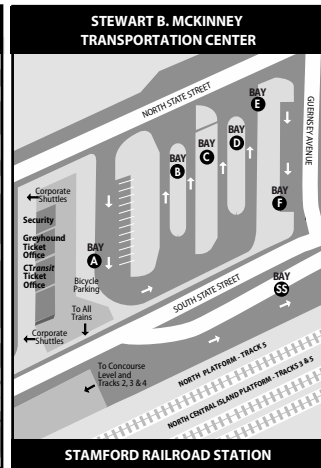 STEWART B. MCKINNEY
TRANSPORTATION CENTER
NORTH STATE STREET
GUERNSEY AVENUE
BAY
E
BAY
D
BAY
C
BAY
B
Corporate
Shuttles
Security
Greyhound
Ticket
Office
CTransit
Ticket
Office
BAY
A
BAY
F
Bicycle
Parking
SOUTH STATE STREET
BAY
SS
To All
Trains
Corporate
Shuttles
To Concourse
Level and
Tracks 2, 3 & 4
NORTH PLATFORM - TRACK 5
NORTH CENTRAL ISLAND PLATFORM - TRACKS 3 & 5
STAMFORD RAILROAD STATION